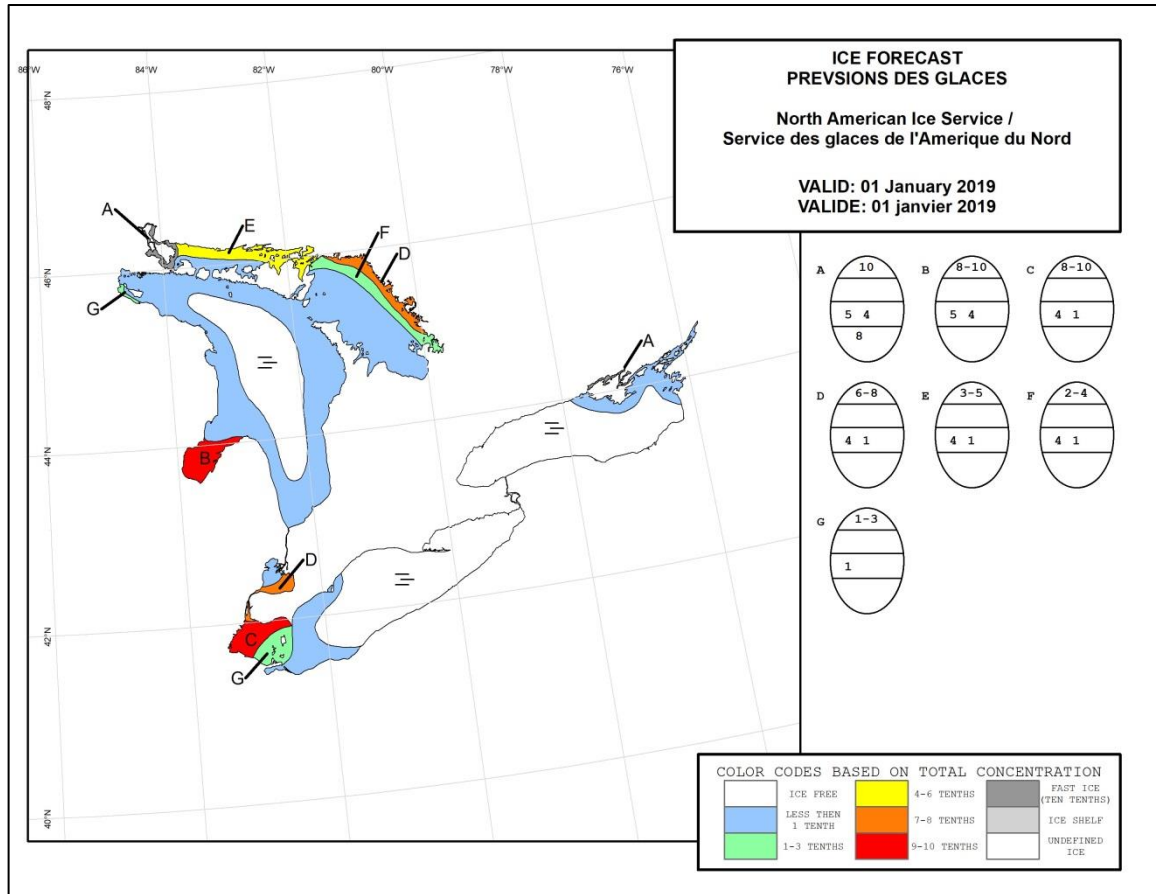 ICE FORECAST
PREVSIONS DES GLACES
North American Ice Service /
Service des glaces de l'Amerique du Nord
VALID: 01 January 2019
VALIDE: 01 janvier 2019
86°W
84°W
82°W
80°W
78°W
76°W
48°N
46°N
44°N
42°N
40°N
A
E
F
D
G
A
B
D
C
G
A 10
5 4
8
B 8-10
5 4
C 8-10
4 1
D 6-8
4 1
E 3-5
4 1
F 2-4
4 1
G 1-3
1
COLOR CODES BASED ON TOTAL CONCENTRATION
ICE FREE
LESS THEN
1 TENTH
1-3 TENTHS
4-6 TENTHS
7-8 TENTHS
9-10 TENTHS
FAST ICE
(TEN TENTHS)
ICE SHELF
UNDEFINED
ICE